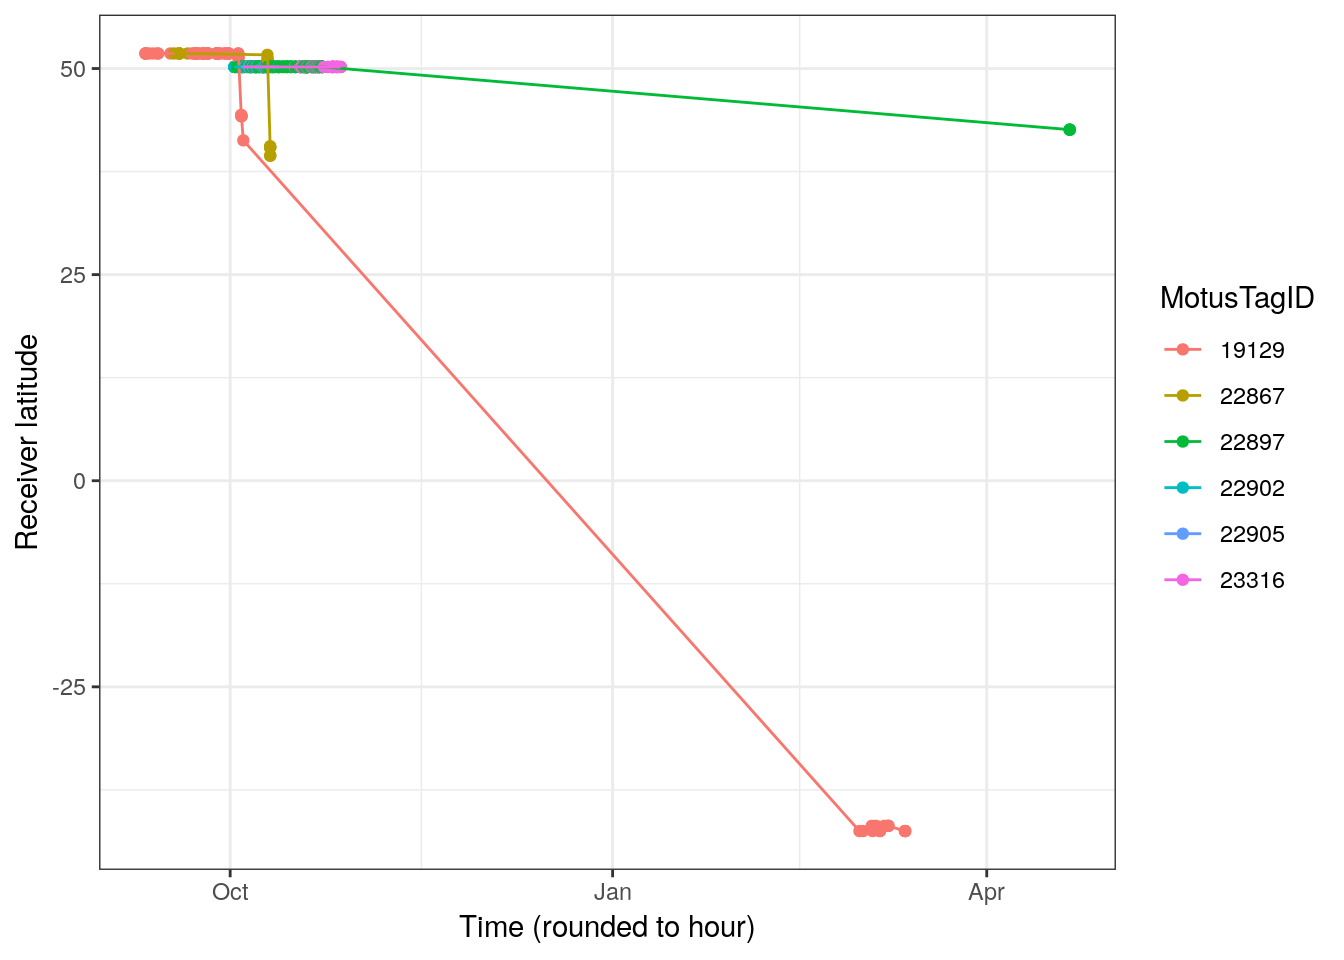 50
25
0
-25
Oct
Jan
Apr
Time (rounded to hour)
Receiver latitude
MotusTagID
19129
22867
22897
22902
22905
23316